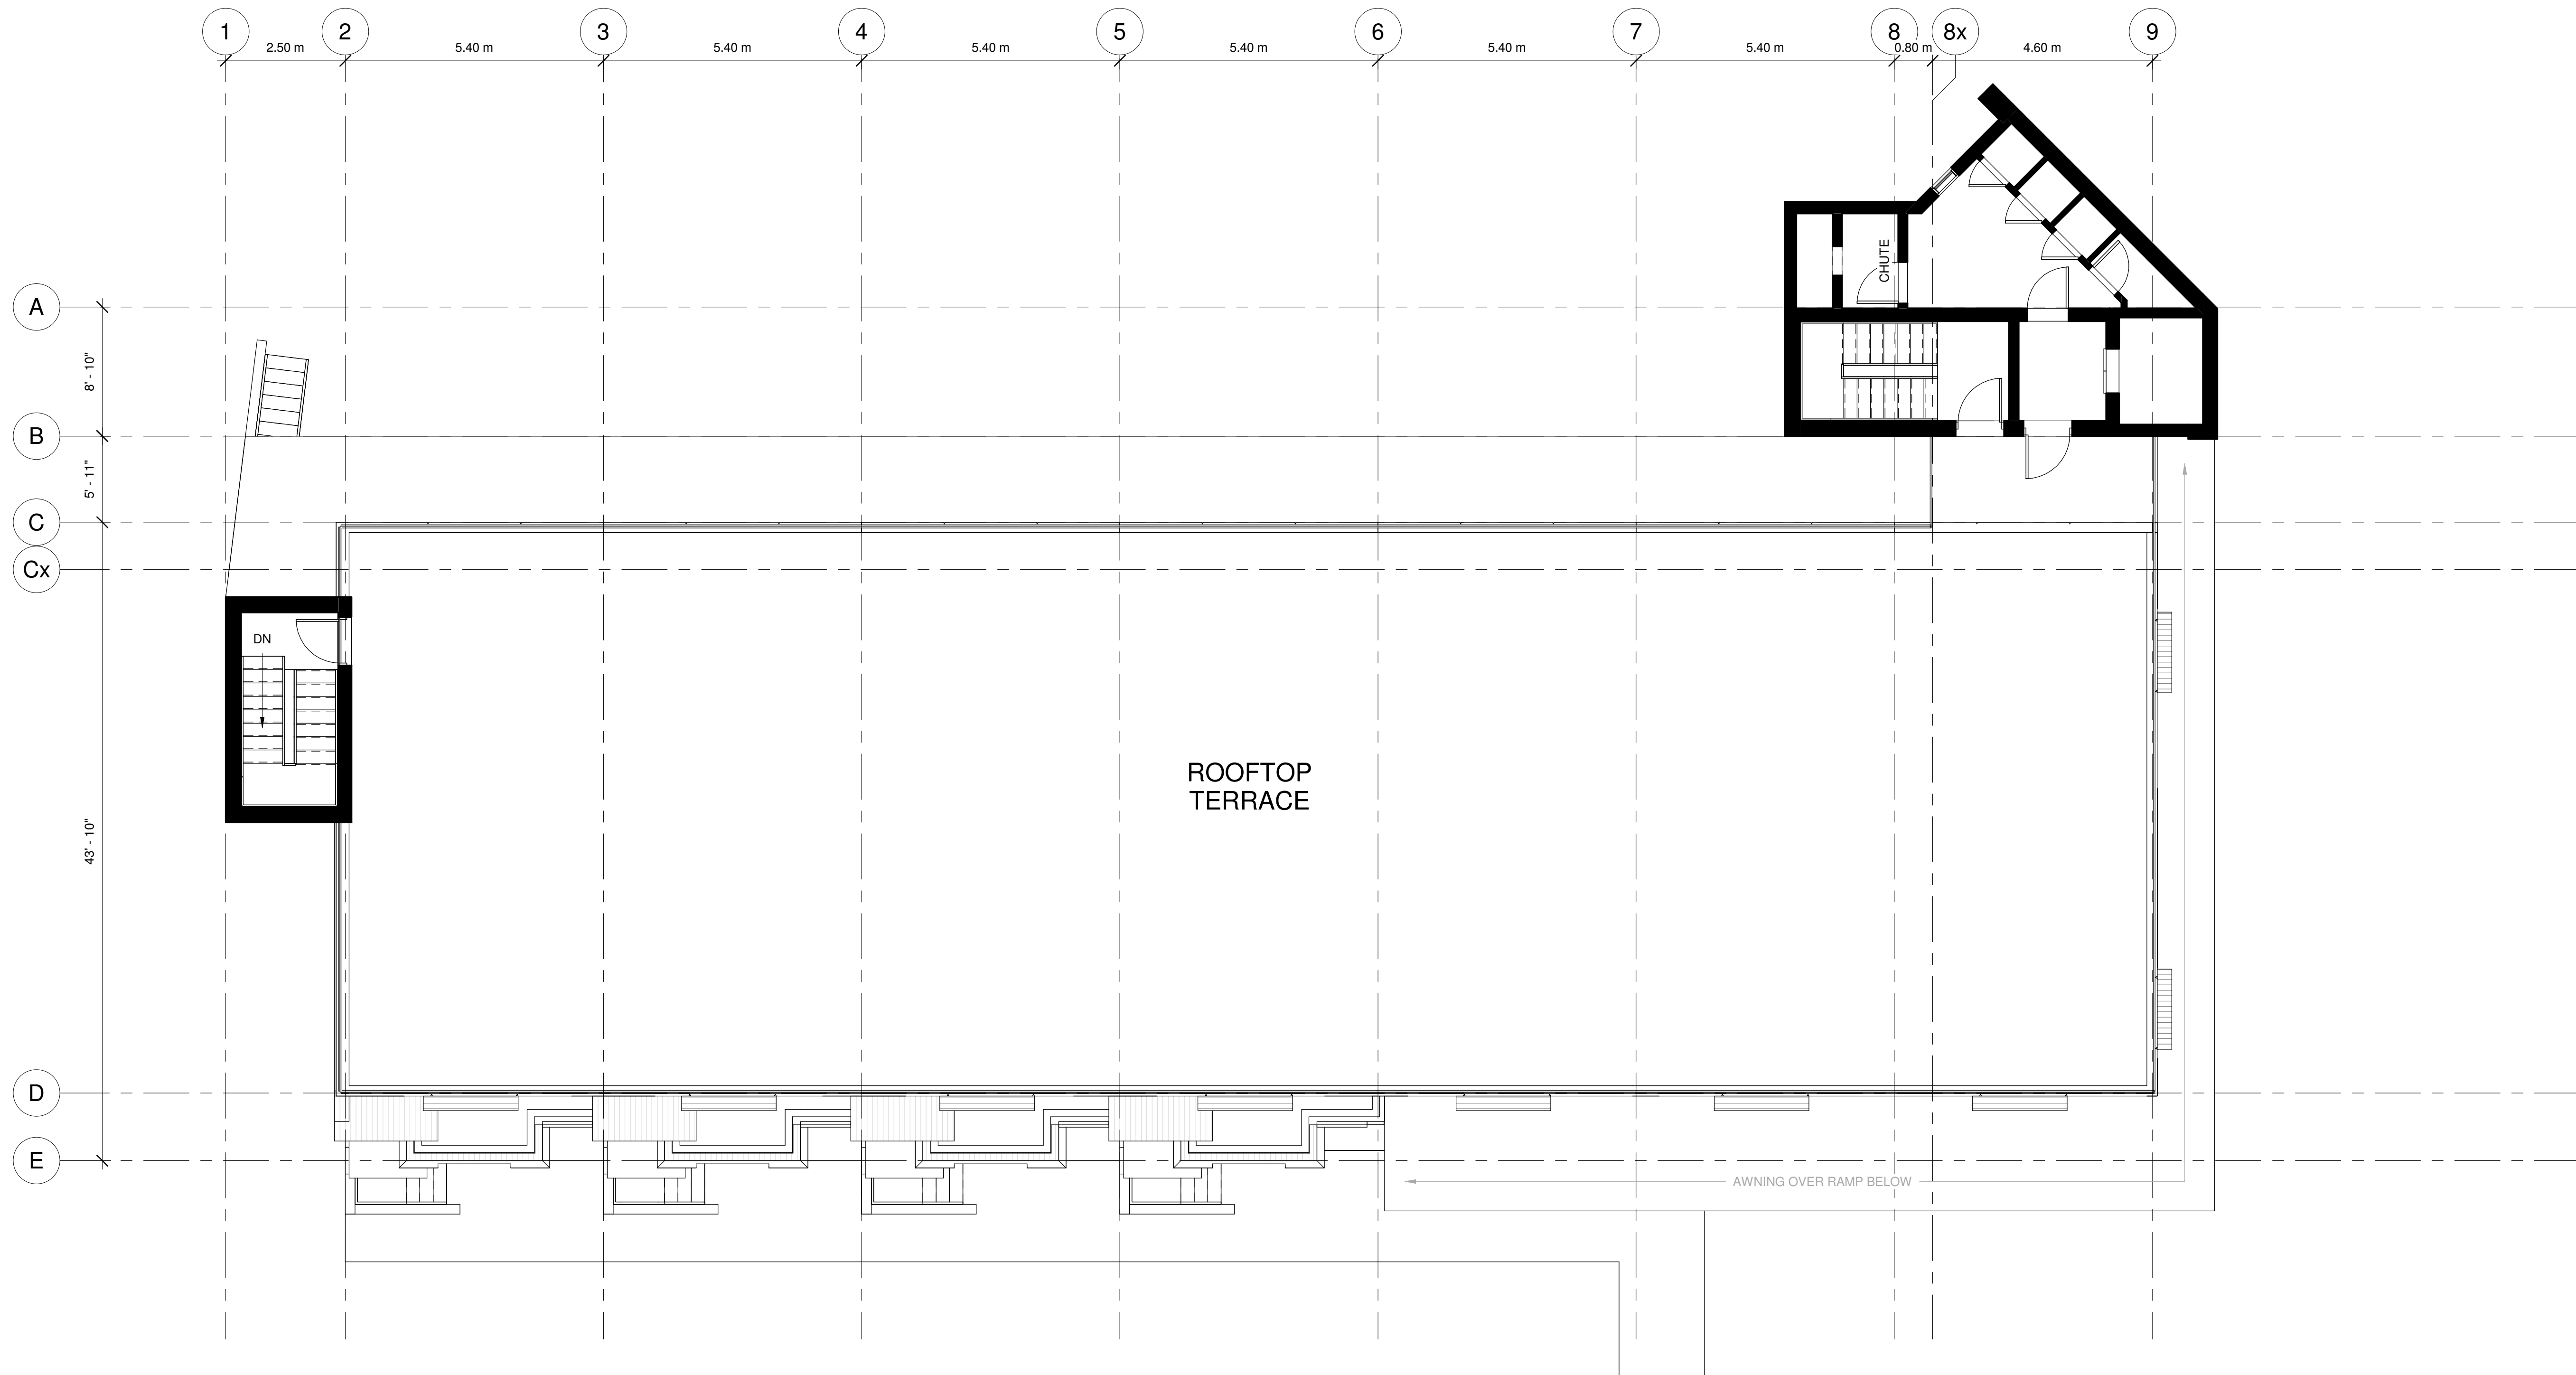 1 2 3 4 5 6 7 8 8x 9
2.50 m 5.40 m 5.40 m 5.40 m 5.40 m 5.40 m 5.40 m 0.80 m 4.60 m
CHUTE
A
8' - 10"
B
5' - 11"
C
Cx
DN
ROOFTOP
TERRACE
43' - 10"
D
E
AWNING OVER RAMP BELOW